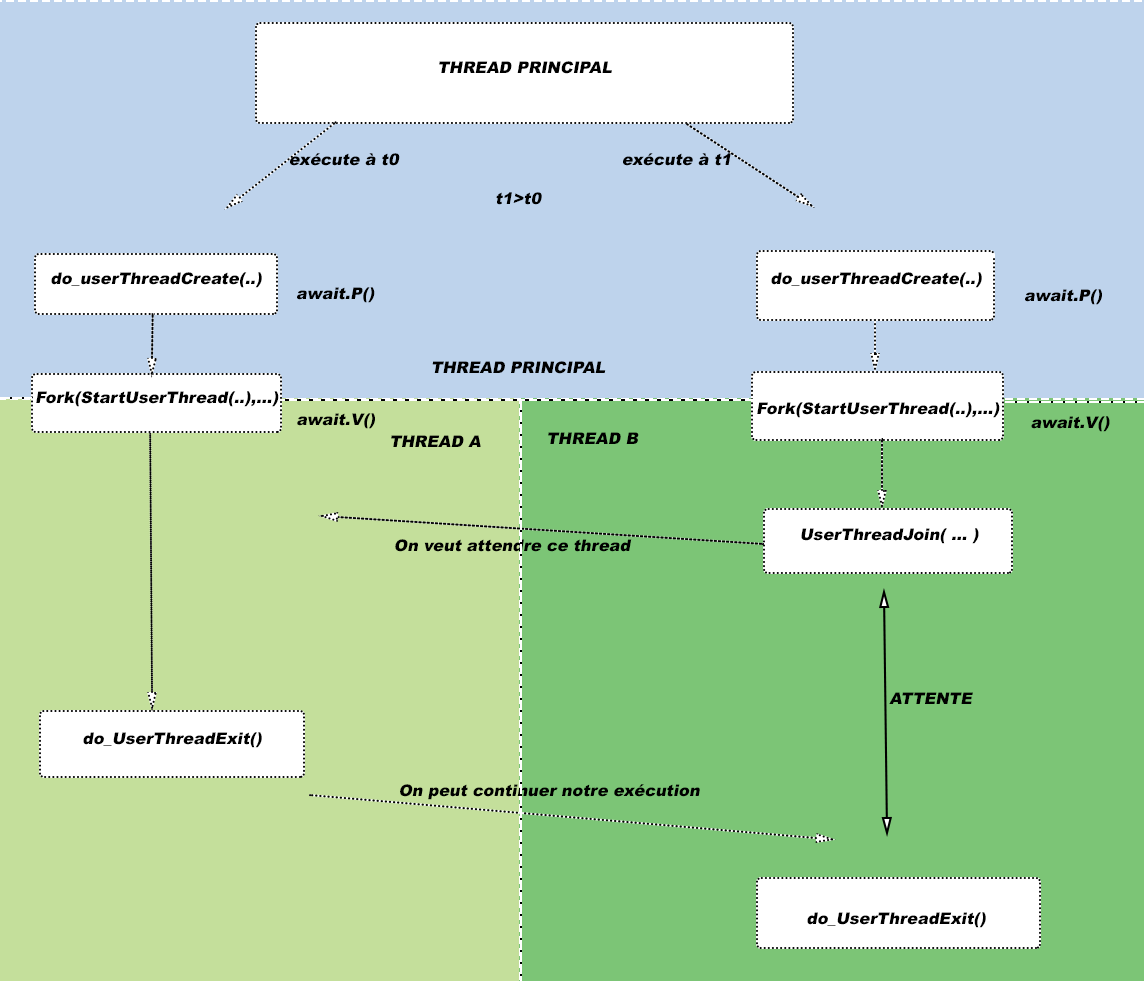 THREAD PRINCIPAL
exécute à t0
exécute à t1
t1>t0
do_userThreadCreate(..)
await.P()
do_userThreadCreate(..)
await.P()
THREAD PRINCIPAL
Fork(StartUserThread(..),...)
await.V()
Fork(StartUserThread(..),...)
await.V()
THREAD A
THREAD B
UserThreadJoin( ... )
On veut attendre ce thread
ATTENTE
do_UserThreadExit()
On peut continuer notre exécution
do_UserThreadExit()